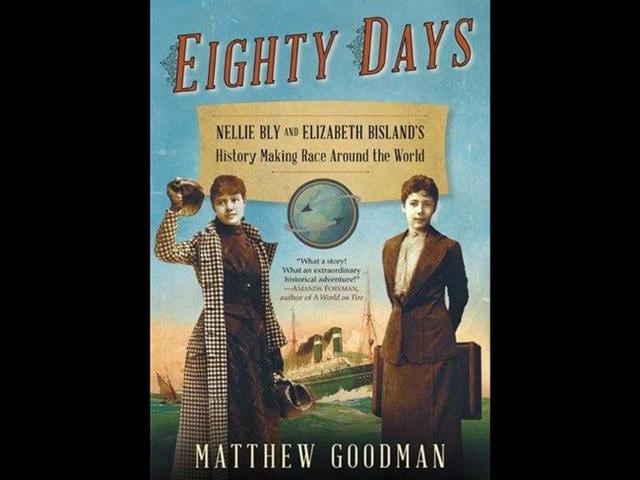 EIGHTY DAYS
NELLIE BLY AND ELIZABETH BISLAND'S
History Making Race Around the World
"What a story!
What an extraordinary
historical adventure!"
—AMANDA FOREMAN,
author of A World on Fire
MATTHEW GOODMAN